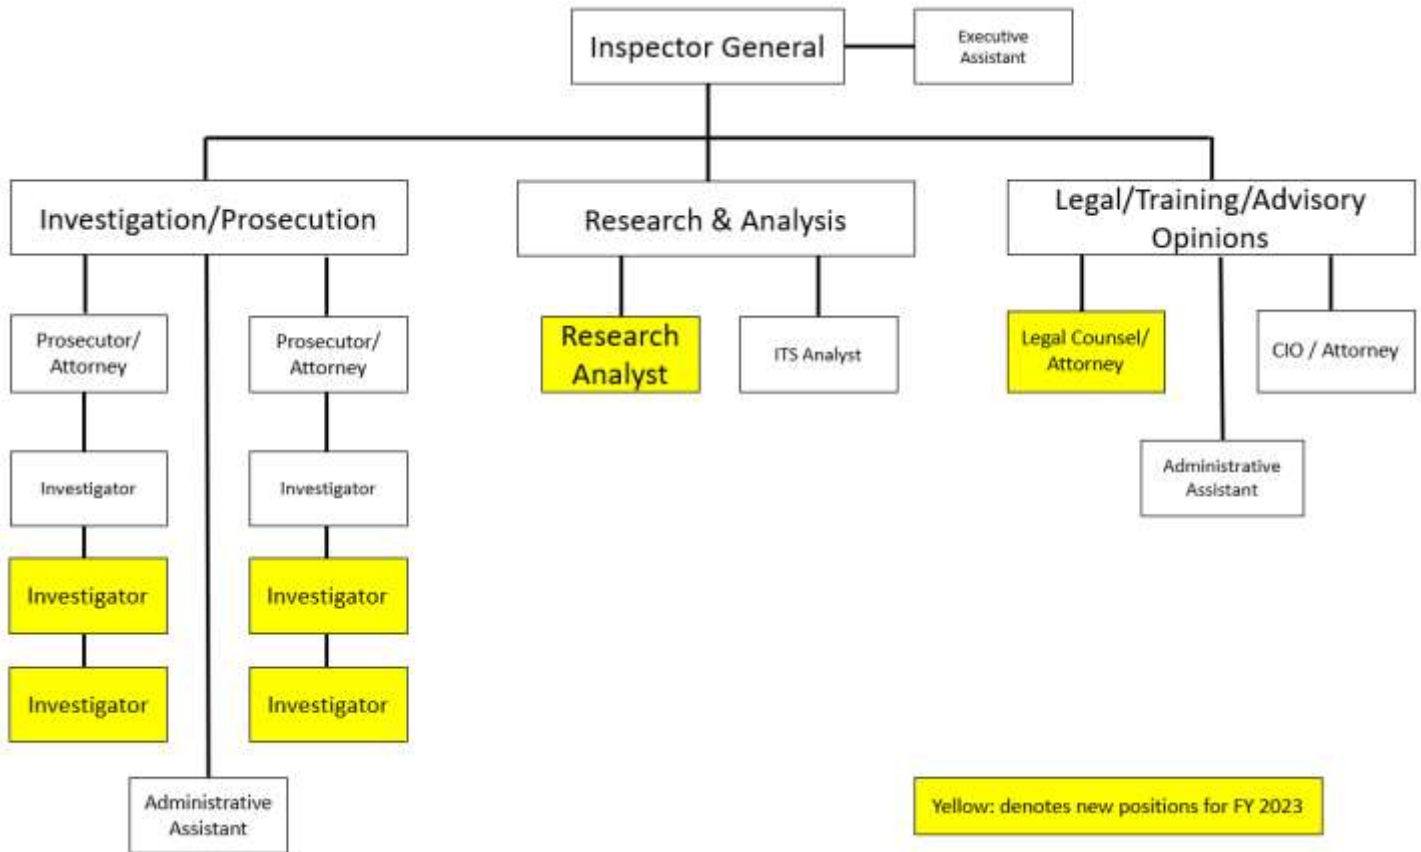 Inspector General
Executive
Assistant
Investigation/Prosecution
Research & Analysis
Legal/Training/Advisory
Opinions
Prosecutor/
Attorney
Prosecutor/
Attorney
Research
Analyst
ITS Analyst
Legal Counsel/
Attorney
CIO / Attorney
Investigator
Investigator
Administrative
Assistant
Investigator
Investigator
Investigator
Investigator
Administrative
Assistant
Yellow: denotes new positions for FY 2023